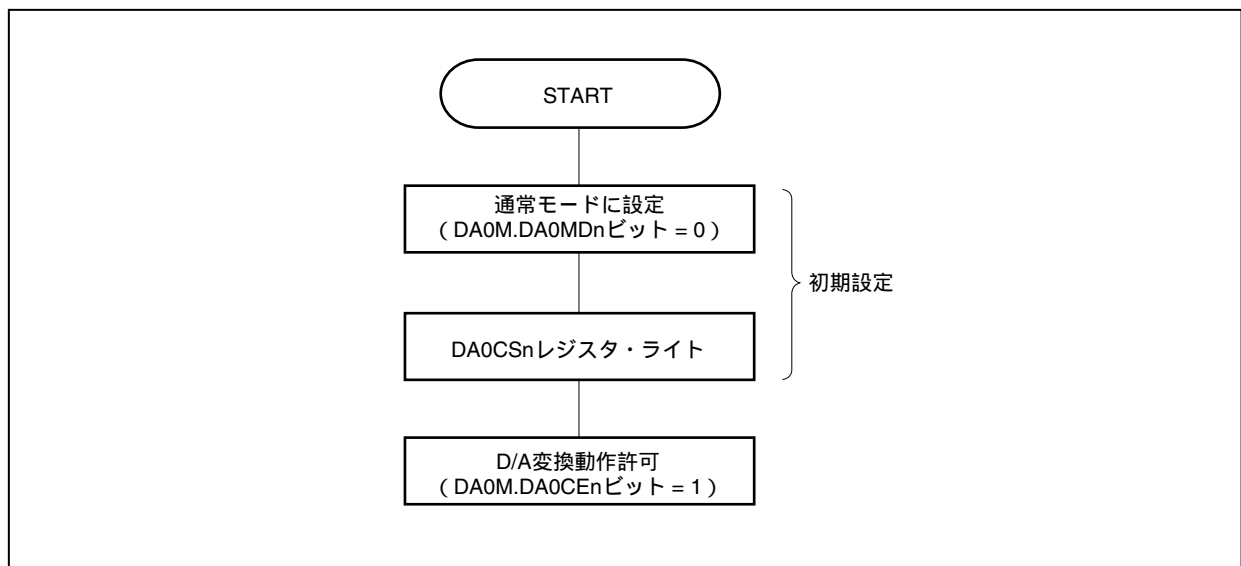 START
通常モードに設定
（DA0M.DA0MDnビット = 0）
初期設定
DA0CSnレジスタ・ライト
D/A変換動作許可
（DA0M.DA0CEnビット = 1）